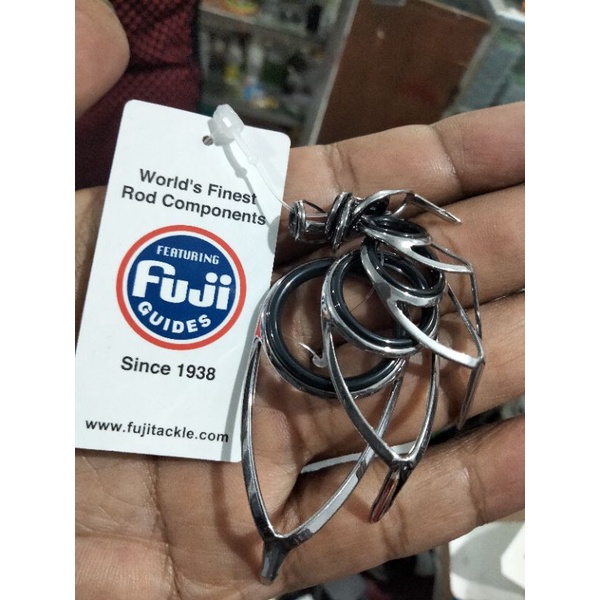 World's Finest
Rod Components
FEATURING
Fuji
GUIDES
Since 1938
www.fujitackle.com